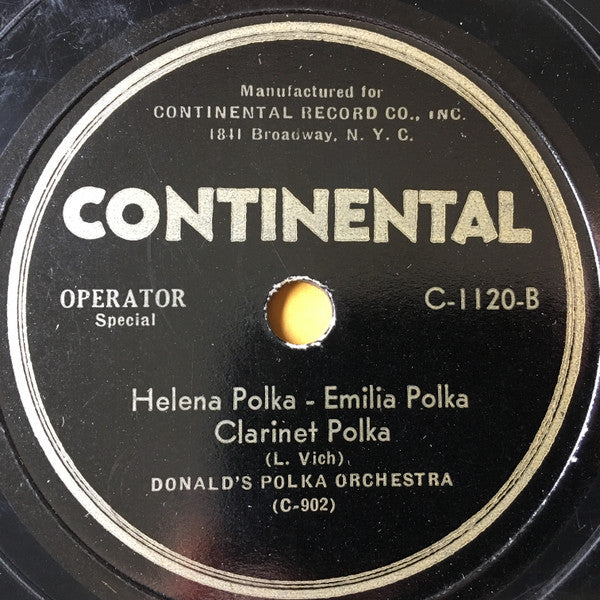 Manufactured for
CONTINENTAL RECORD CO., INC.
1841 Broadway, N. Y. C.
CONTINENTAL
OPERATOR
Special
C-1120-B
Helena Polka - Emilia Polka
Clarinet Polka
(L. Vich)
DONALD'S POLKA ORCHESTRA
(C-902)